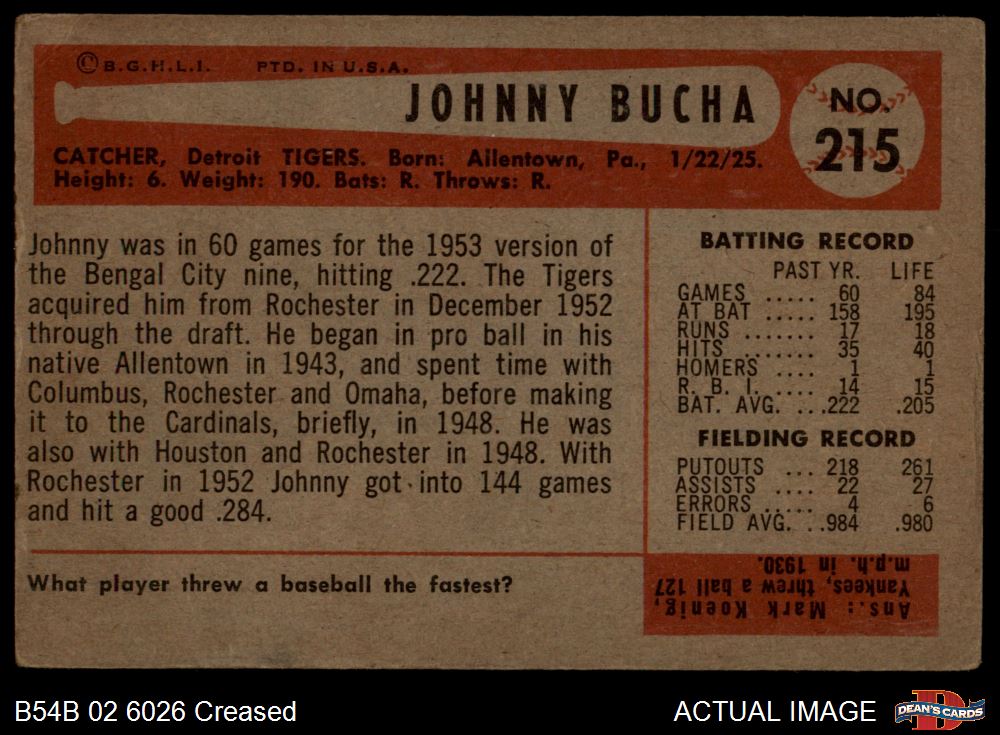 © B.G.H.L.I. PTD. IN U.S.A.
JOHNNY BUCHA
NO.
215
CATCHER, Detroit TIGERS. Born: Allentown, Pa., 1/22/25.
Height: 6. Weight: 190. Bats: R. Throws: R.
Johnny was in 60 games for the 1953 version of
the Bengal City nine, hitting .222. The Tigers
acquired him from Rochester in December 1952
through the draft. He began in pro ball in his
native Allentown in 1943, and spent time with
Columbus, Rochester and Omaha, before making
it to the Cardinals, briefly, in 1948. He was
also with Houston and Rochester in 1948. With
Rochester in 1952 Johnny got into 144 games
and hit a good .284.
BATTING RECORD
PAST YR. LIFE
GAMES ..... 60 84
AT BAT ..... 158 195
RUNS ....... 17 18
HITS ....... 35 40
HOMERS .... 1 1
R. B. I. .... 14 15
BAT. AVG. ...222 .205
FIELDING RECORD
PUTOUTS ... 218 261
ASSISTS .... 22 27
ERRORS ..... 4 6
FIELD AVG. ..984 .980
What player threw a baseball the fastest?
Ans.: Mark Koenig,
Yankees, threw a ball 127
m.p.h. in 1930.
B54B 02 6026 Creased
ACTUAL IMAGE
DEAN'S CARDS